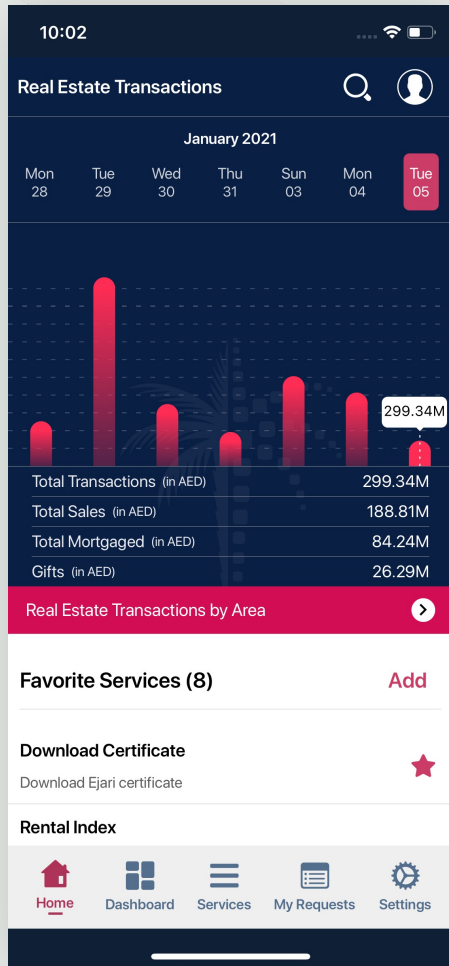 10:02
Real Estate Transactions
January 2021
Mon Tue Wed Thu Sun Mon Tue
28 29 30 31 03 04 05
299.34M
Total Transactions (in AED) 299.34M
Total Sales (in AED) 188.81M
Total Mortgaged (in AED) 84.24M
Gifts (in AED) 26.29M
Real Estate Transactions by Area
Favorite Services (8) Add
Download Certificate
Download Ejari certificate
Rental Index
Home Dashboard Services My Requests Settings